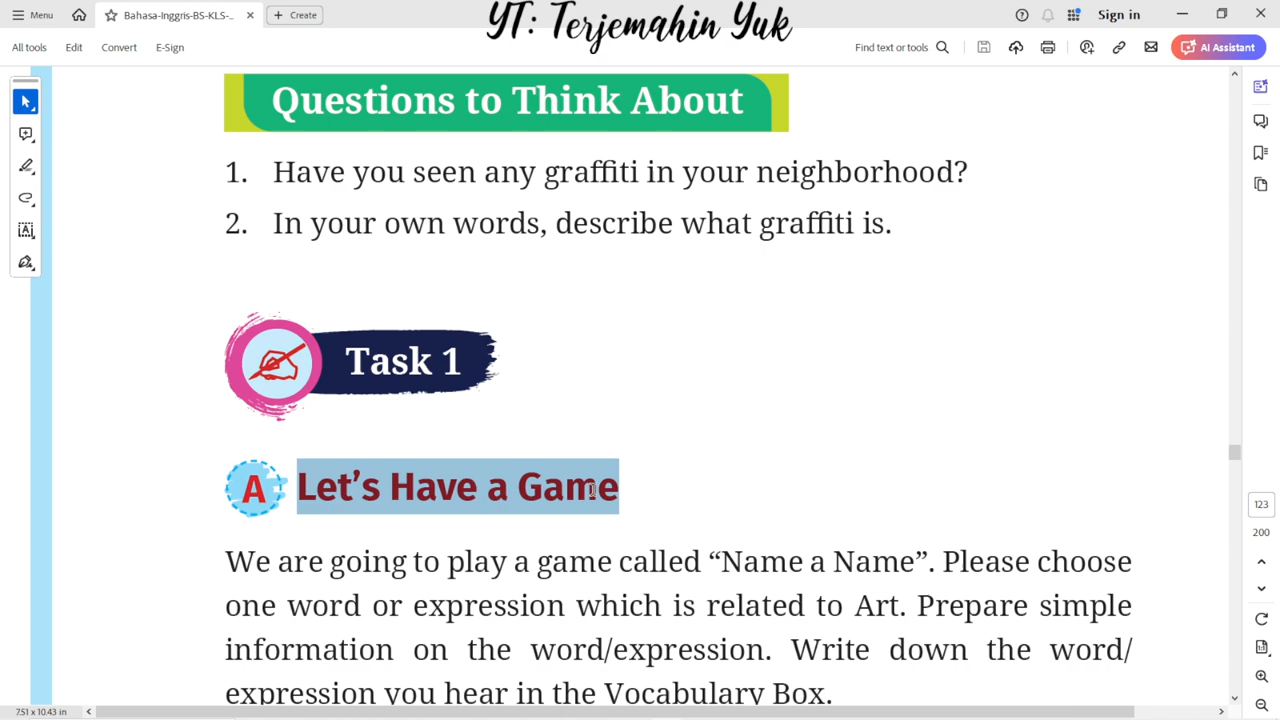 Menu
Bahasa-Inggris-BS-KLS-...
Create
YT: Terjemahin Yuk
Sign in
All tools
Edit
Convert
E-Sign
Find text or tools
AI Assistant
Questions to Think About
1. Have you seen any graffiti in your neighborhood?
2. In your own words, describe what graffiti is.
Task 1
A Let's Have a Game
We are going to play a game called “Name a Name”. Please choose
one word or expression which is related to Art. Prepare simple
information on the word/expression. Write down the word/
expression you hear in the Vocabulary Box.
123
200
7.51 x 10.43 in